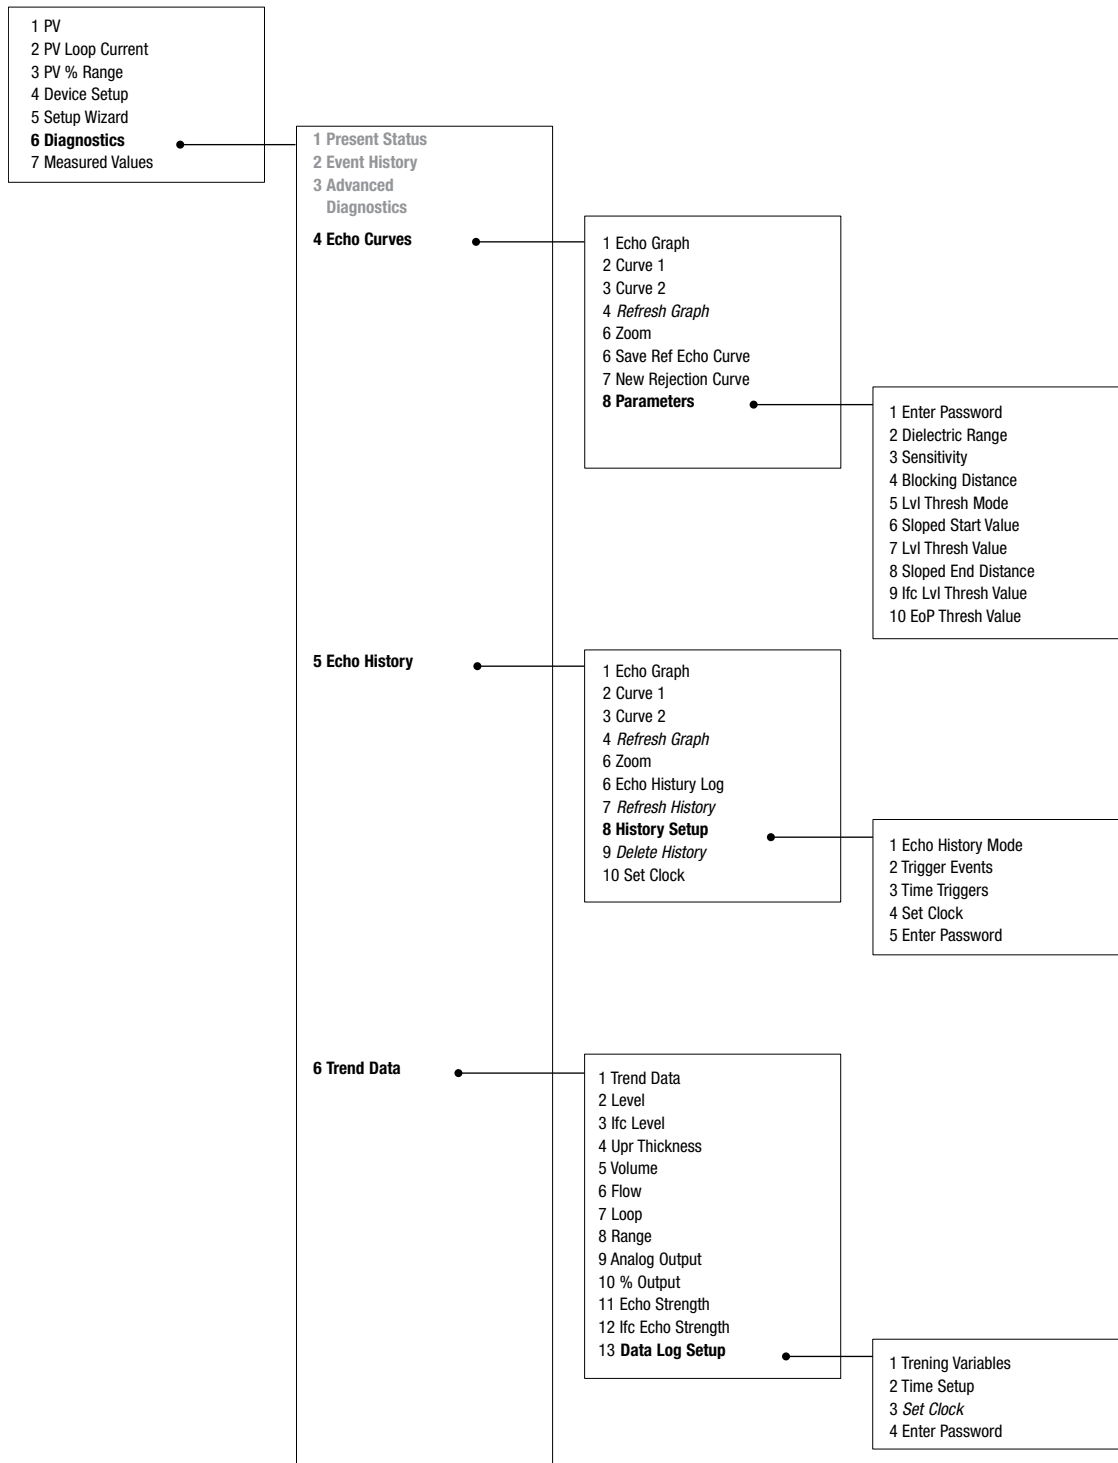 1 PV
2 PV Loop Current
3 PV % Range
4 Device Setup
5 Setup Wizard
6 Diagnostics
7 Measured Values
1 Present Status
2 Event History
3 Advanced
Diagnostics
4 Echo Curves
1 Echo Graph
2 Curve 1
3 Curve 2
4 Refresh Graph
6 Zoom
6 Save Ref Echo Curve
7 New Rejection Curve
8 Parameters
1 Enter Password
2 Dielectric Range
3 Sensitivity
4 Blocking Distance
5 Lvl Thresh Mode
6 Sloped Start Value
7 Lvl Thresh Value
8 Sloped End Distance
9 Ifc Lvl Thresh Value
10 EoP Thresh Value
5 Echo History
1 Echo Graph
2 Curve 1
3 Curve 2
4 Refresh Graph
6 Zoom
6 Echo Histury Log
7 Refresh History
8 History Setup
9 Delete History
10 Set Clock
1 Echo History Mode
2 Trigger Events
3 Time Triggers
4 Set Clock
5 Enter Password
6 Trend Data
1 Trend Data
2 Level
3 Ifc Level
4 Upr Thickness
5 Volume
6 Flow
7 Loop
8 Range
9 Analog Output
10 % Output
11 Echo Strength
12 Ifc Echo Strength
13 Data Log Setup
1 Trening Variables
2 Time Setup
3 Set Clock
4 Enter Password